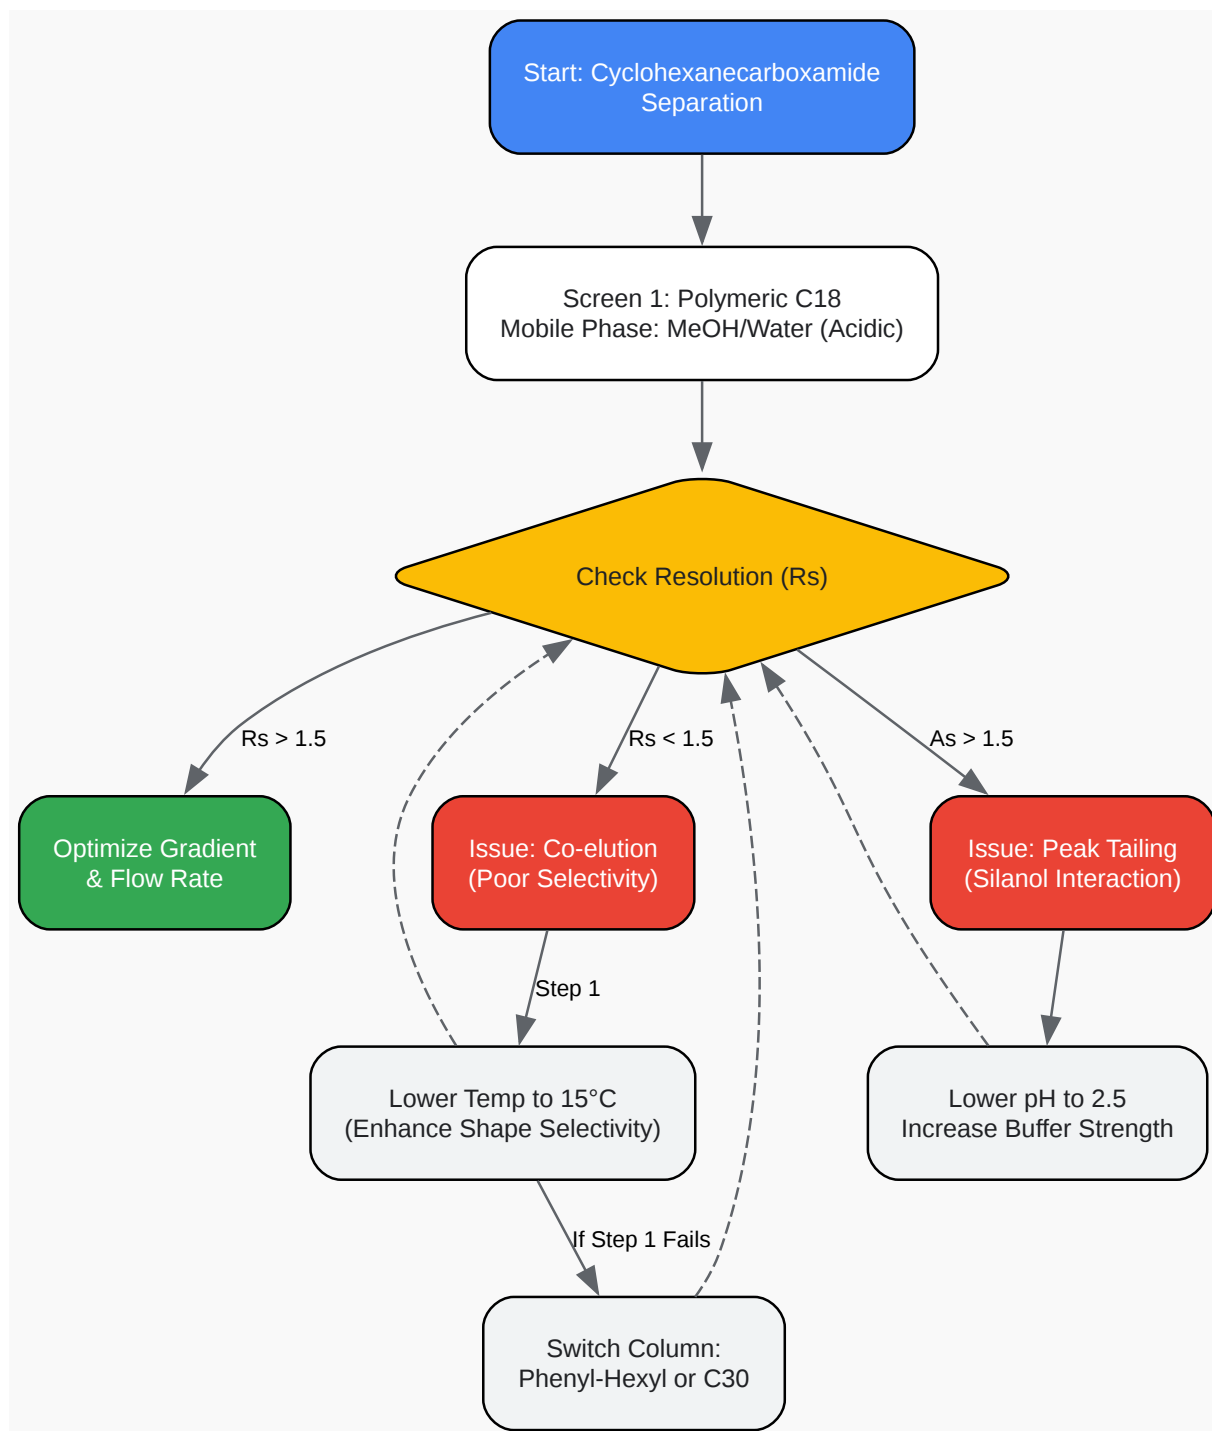 Start: Cyclohexanecarboxamide
Separation
Screen 1: Polymeric C18
Mobile Phase: MeOH/Water (Acidic)
Check Resolution (Rs)
Rs > 1.5
Rs < 1.5
As > 1.5
Optimize Gradient
& Flow Rate
Issue: Co-elution
(Poor Selectivity)
Issue: Peak Tailing
(Silanol Interaction)
Step 1
Lower Temp to 15°C
(Enhance Shape Selectivity)
Lower pH to 2.5
Increase Buffer Strength
If Step 1 Fails
Switch Column:
Phenyl-Hexyl or C30